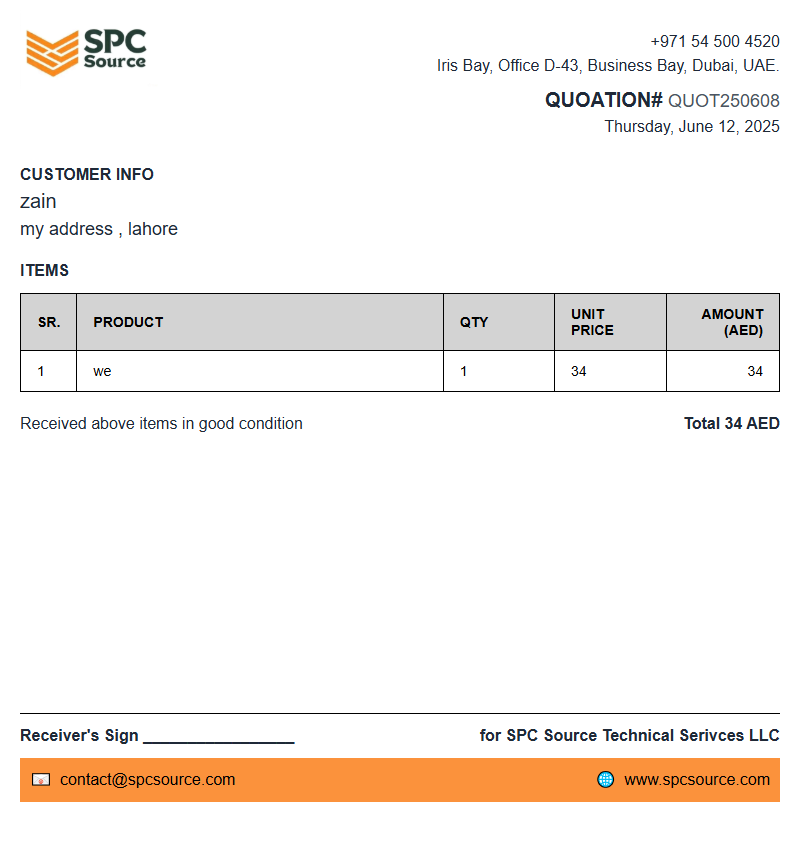 SPC
Source
+971 54 500 4520
Iris Bay, Office D-43, Business Bay, Dubai, UAE.
QUOATION# QUOT250608
Thursday, June 12, 2025
CUSTOMER INFO
zain
my address , lahore
ITEMS
SR. PRODUCT QTY UNIT PRICE AMOUNT (AED)
1 we 1 34 34
Received above items in good condition Total 34 AED
Receiver's Sign _________________ for SPC Source Technical Serivces LLC
contact@spcsource.com www.spcsource.com